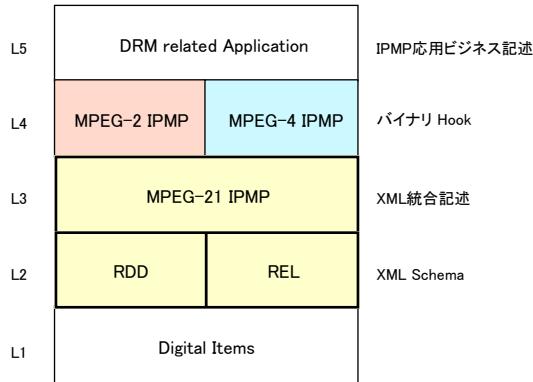 L5 DRM related Application IPMP応用ビジネス記述
L4 MPEG-2 IPMP MPEG-4 IPMP バイナリ Hook
L3 MPEG-21 IPMP XML統合記述
L2 RDD REL XML Schema
L1 Digital Items